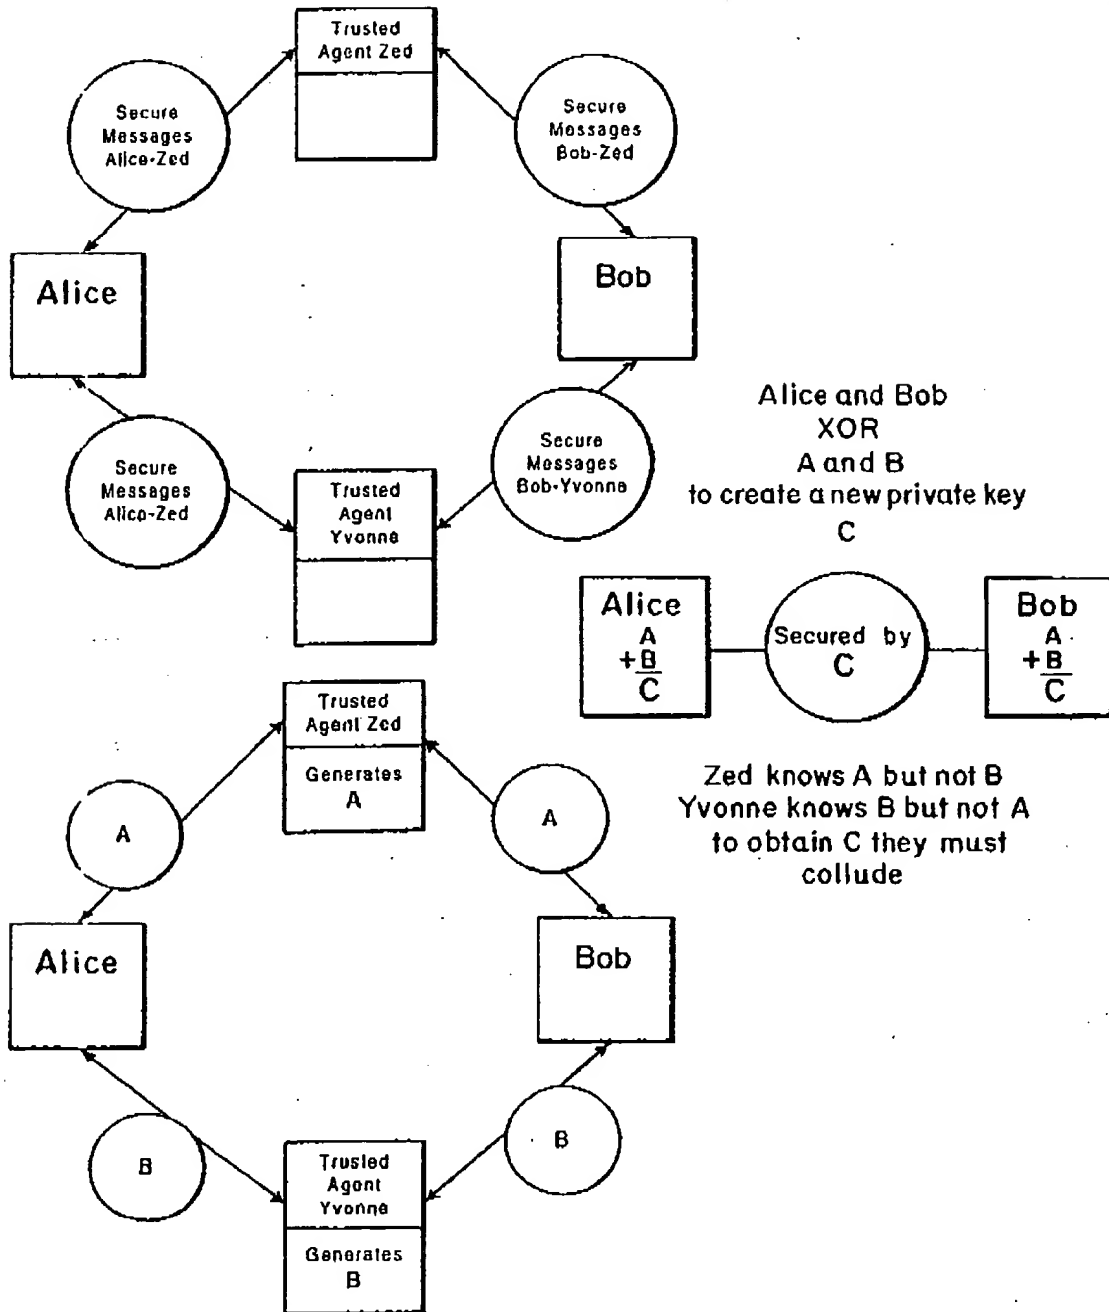 Trusted
Agent Zed
Secure
Messages
Alice-Zed
Secure
Messages
Bob-Zed
Alice
Bob
Secure
Messages
Alice-Zed
Trusted
Agent
Yvonne
Secure
Messages
Bob-Yvonne
Alice and Bob
XOR
A and B
to create a new private key
C
Alice
A
+B
C
Secured by
C
Bob
A
+B
C
Trusted
Agent Zed
Generates
A
A
A
Zed knows A but not B
Yvonne knows B but not A
to obtain C they must
collude
Alice
Bob
B
B
Trusted
Agent
Yvonne
Generates
B